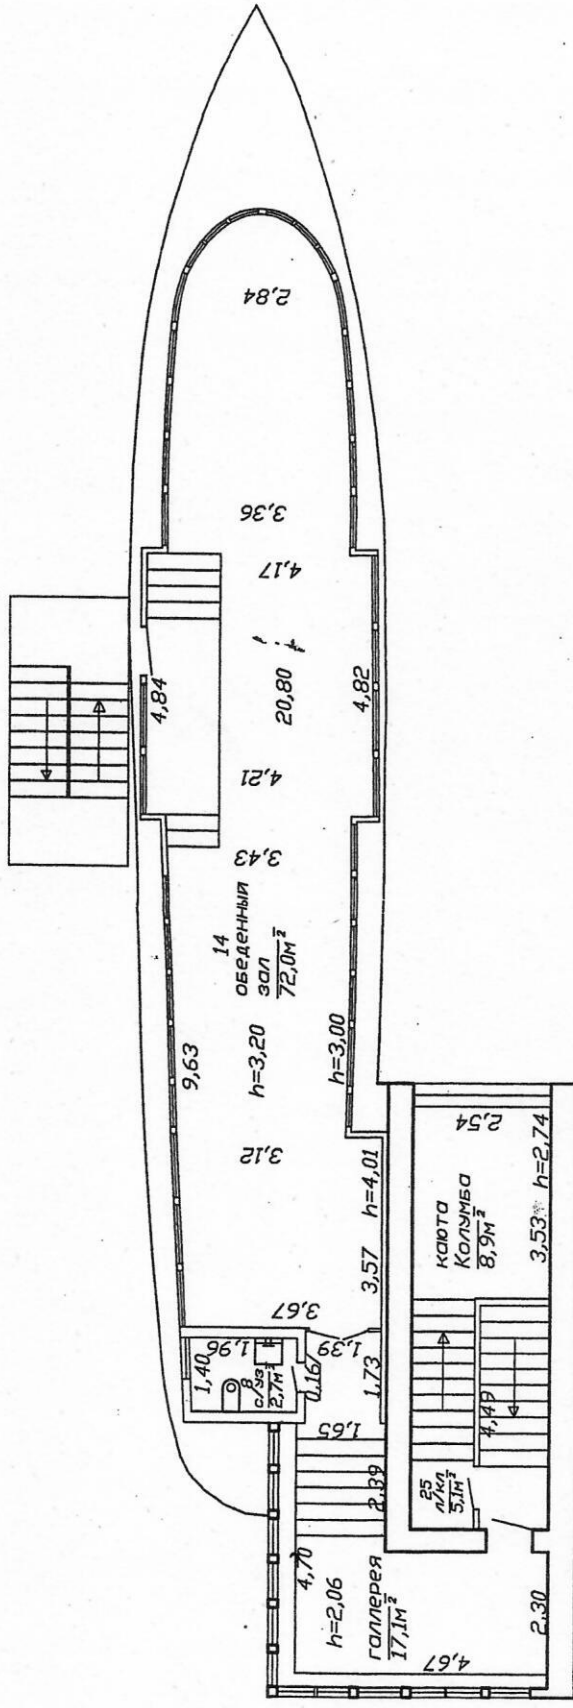 2,84
3,36
4,17
4,84
20,80
4,82
4,21
3,43
14
обеденный
зал
72,0м²
9,63
h=3,20
h=3,00
3,12
h=4,01
3,57
3,67
1,40
1,96
8
с/уз
2,7м²
0,16
1,39
1,73
1,65
2,39
4,70
h=2,06
галлерея
17,1м²
4,67
2,30
2,54
каюта
Колумба
8,9м²
3,53
h=2,74
4,49
25
л/кл
5,1м²